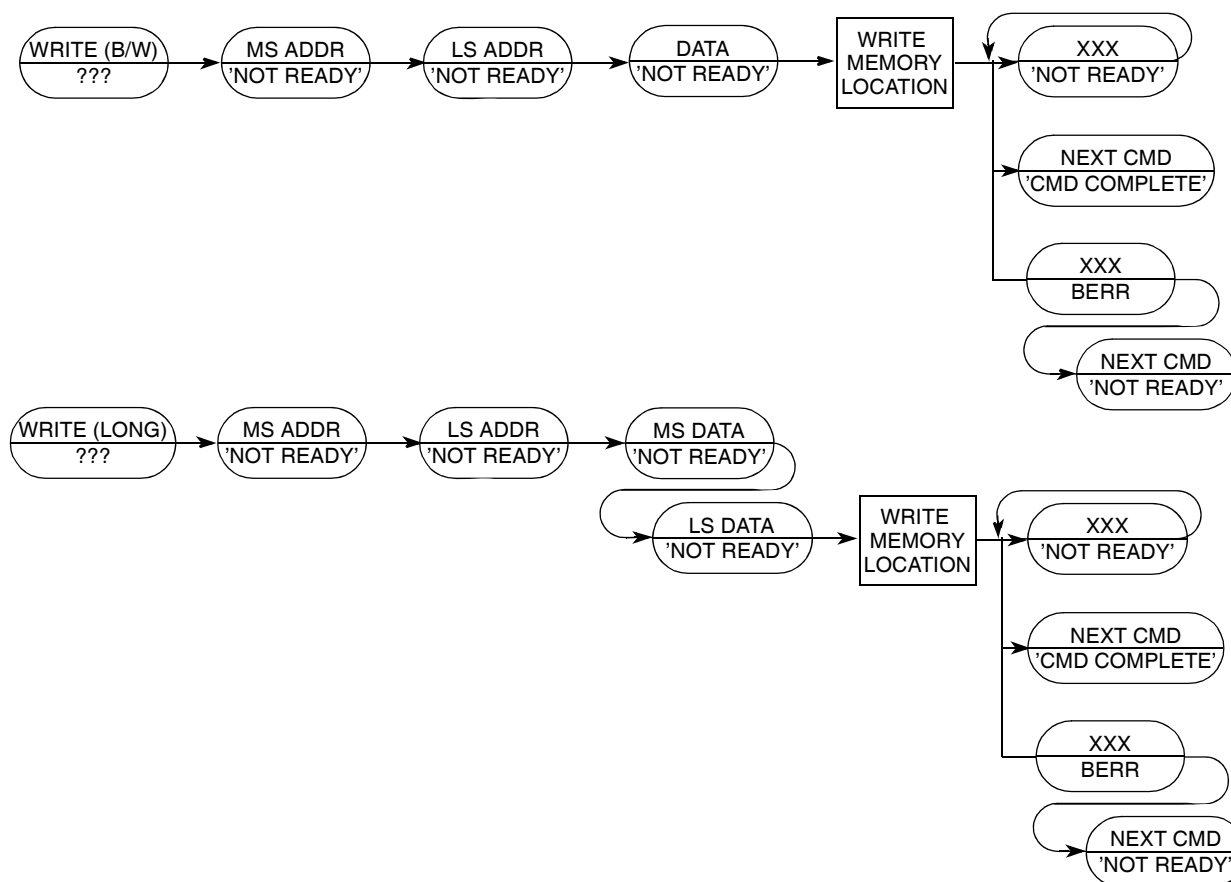 WRITE (B/W)
???
MS ADDR
'NOT READY'
LS ADDR
'NOT READY'
DATA
'NOT READY'
WRITE
MEMORY
LOCATION
XXX
'NOT READY'
NEXT CMD
'CMD COMPLETE'
XXX
BERR
NEXT CMD
'NOT READY'
WRITE (LONG)
???
MS ADDR
'NOT READY'
LS ADDR
'NOT READY'
MS DATA
'NOT READY'
LS DATA
'NOT READY'
WRITE
MEMORY
LOCATION
XXX
'NOT READY'
NEXT CMD
'CMD COMPLETE'
XXX
BERR
NEXT CMD
'NOT READY'